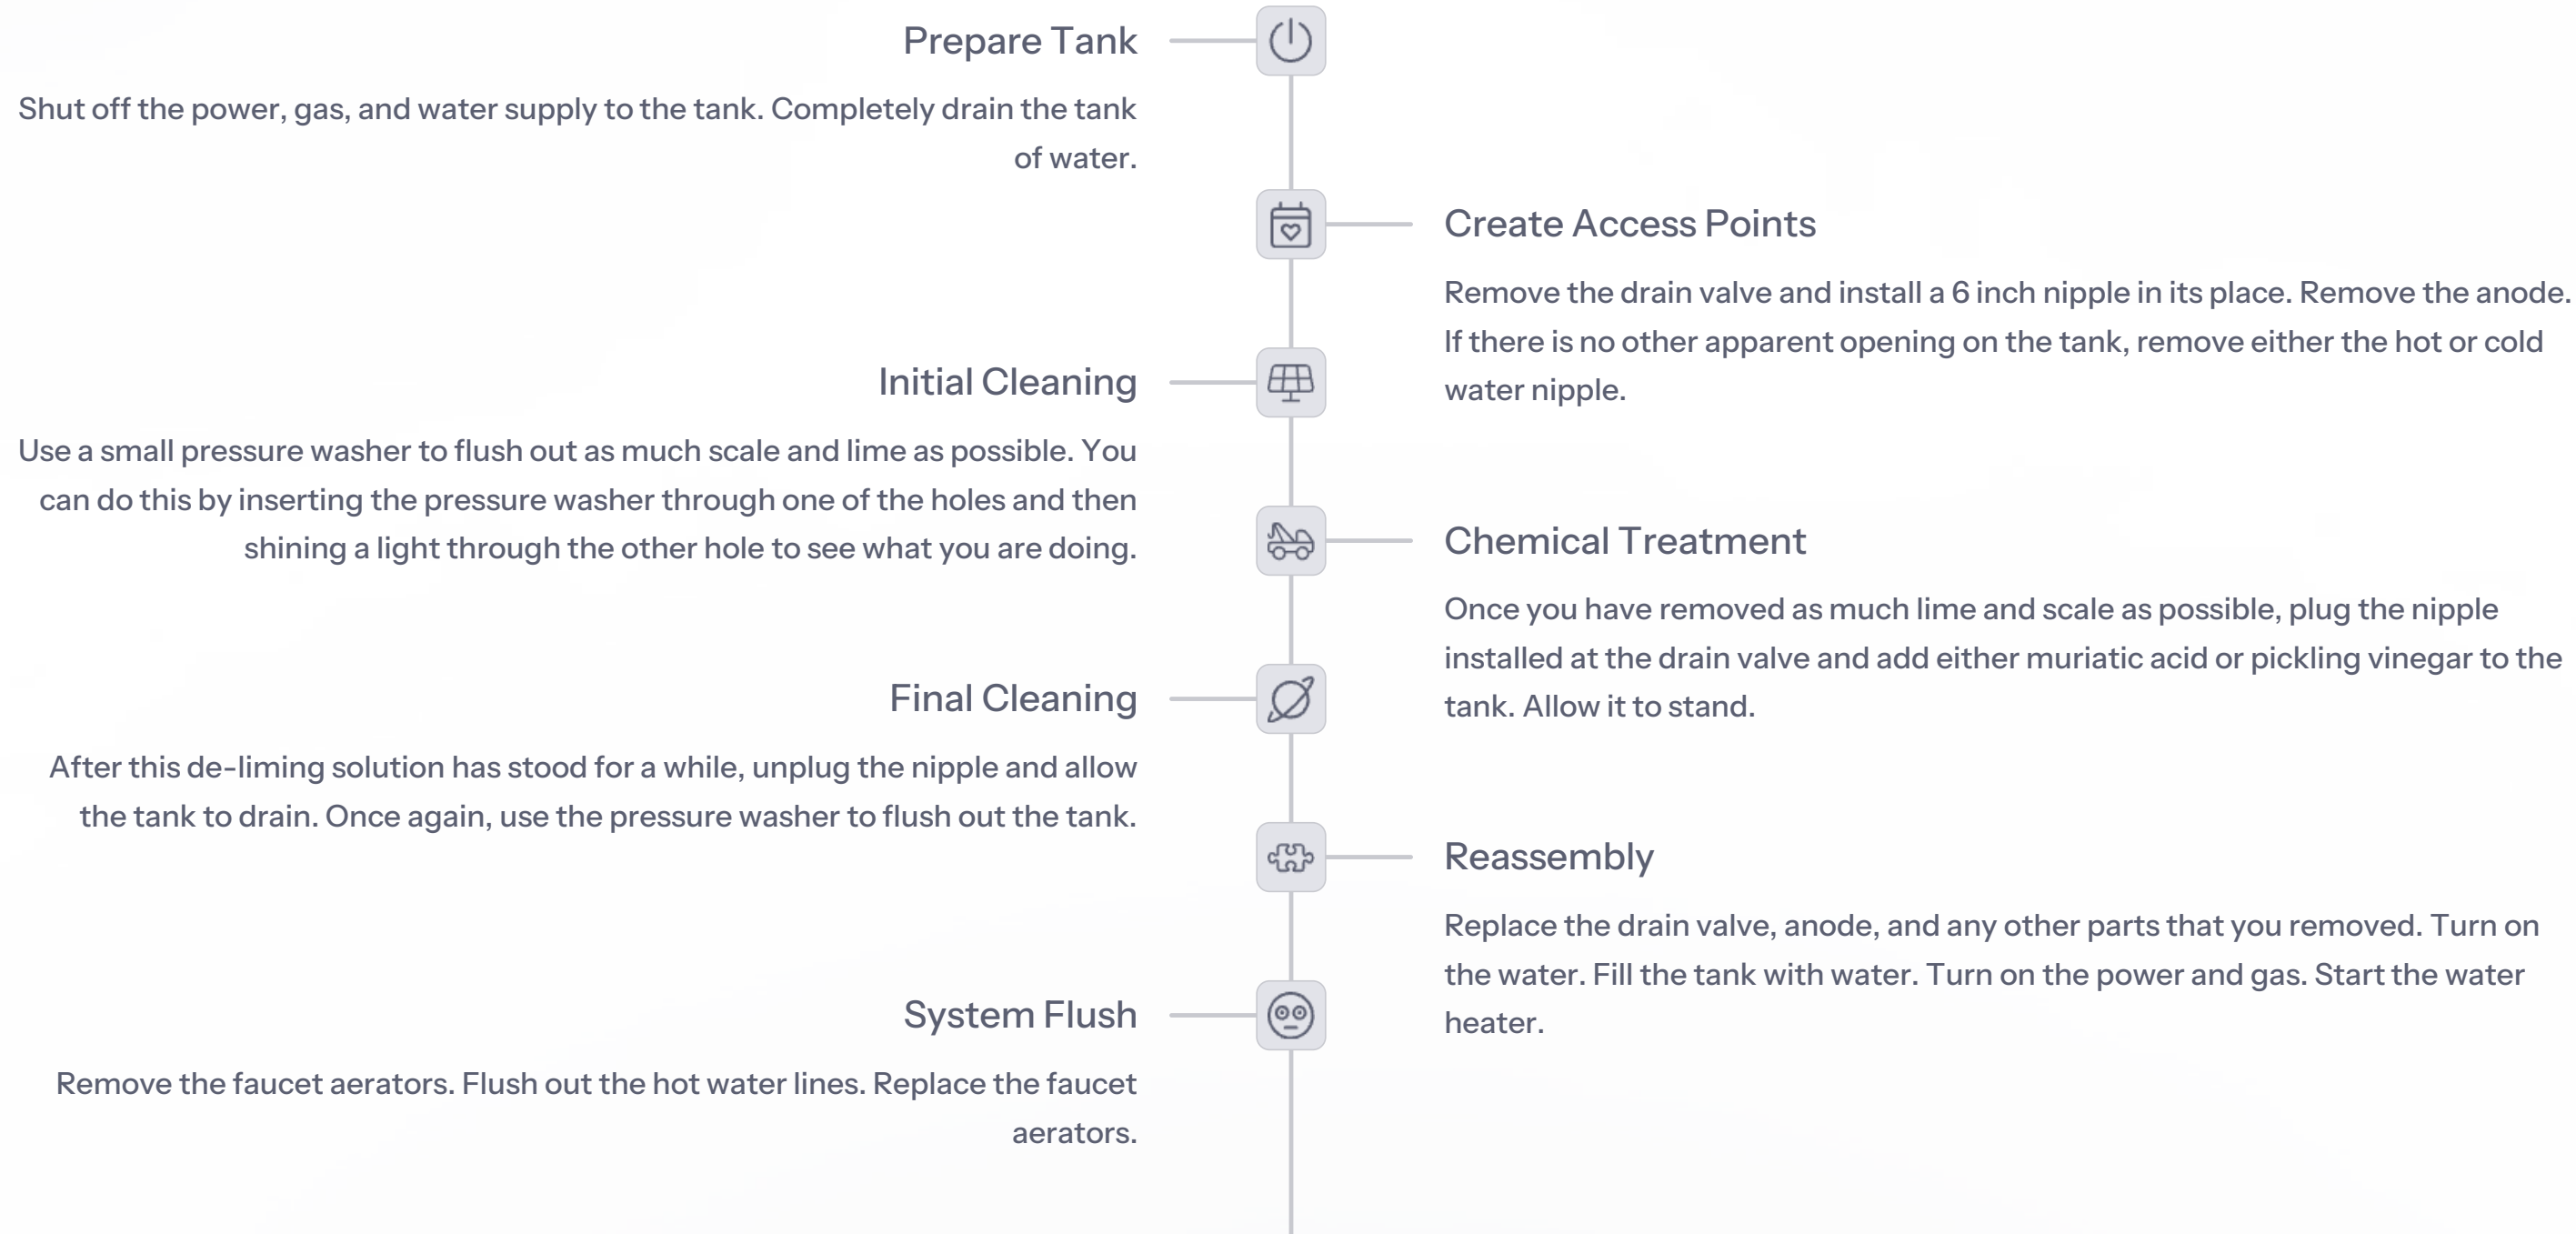 Prepare Tank
Shut off the power, gas, and water supply to the tank. Completely drain the tank
of water.
Create Access Points
Remove the drain valve and install a 6 inch nipple in its place. Remove the anode.
If there is no other apparent opening on the tank, remove either the hot or cold
water nipple.
Initial Cleaning
Use a small pressure washer to flush out as much scale and lime as possible. You
can do this by inserting the pressure washer through one of the holes and then
shining a light through the other hole to see what you are doing.
Chemical Treatment
Once you have removed as much lime and scale as possible, plug the nipple
installed at the drain valve and add either muriatic acid or pickling vinegar to the
tank. Allow it to stand.
Final Cleaning
After this de-liming solution has stood for a while, unplug the nipple and allow
the tank to drain. Once again, use the pressure washer to flush out the tank.
Reassembly
Replace the drain valve, anode, and any other parts that you removed. Turn on
the water. Fill the tank with water. Turn on the power and gas. Start the water
heater.
System Flush
Remove the faucet aerators. Flush out the hot water lines. Replace the faucet
aerators.